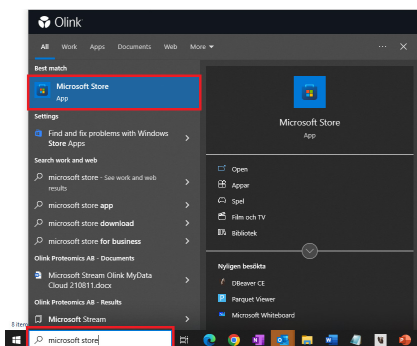 Olink
All Work Apps Documents Web More
Best match
Microsoft Store
App
Settings
Find and fix problems with Windows
Store Apps
Search work and web
microsoft store - See work and web
results
microsoft store app
microsoft store download
microsoft store for business
Olink Proteomics AB - Documents
Microsoft Stream Olink MyData
Cloud 210811.docx
Olink Proteomics AB - Results
Microsoft Stream
8 item
microsoft store
Microsoft Store
App
Open
Appar
Spel
Film och TV
Bibliotek
Nyligen besökta
DBeaver CE
Parquet Viewer
Microsoft Whiteboard